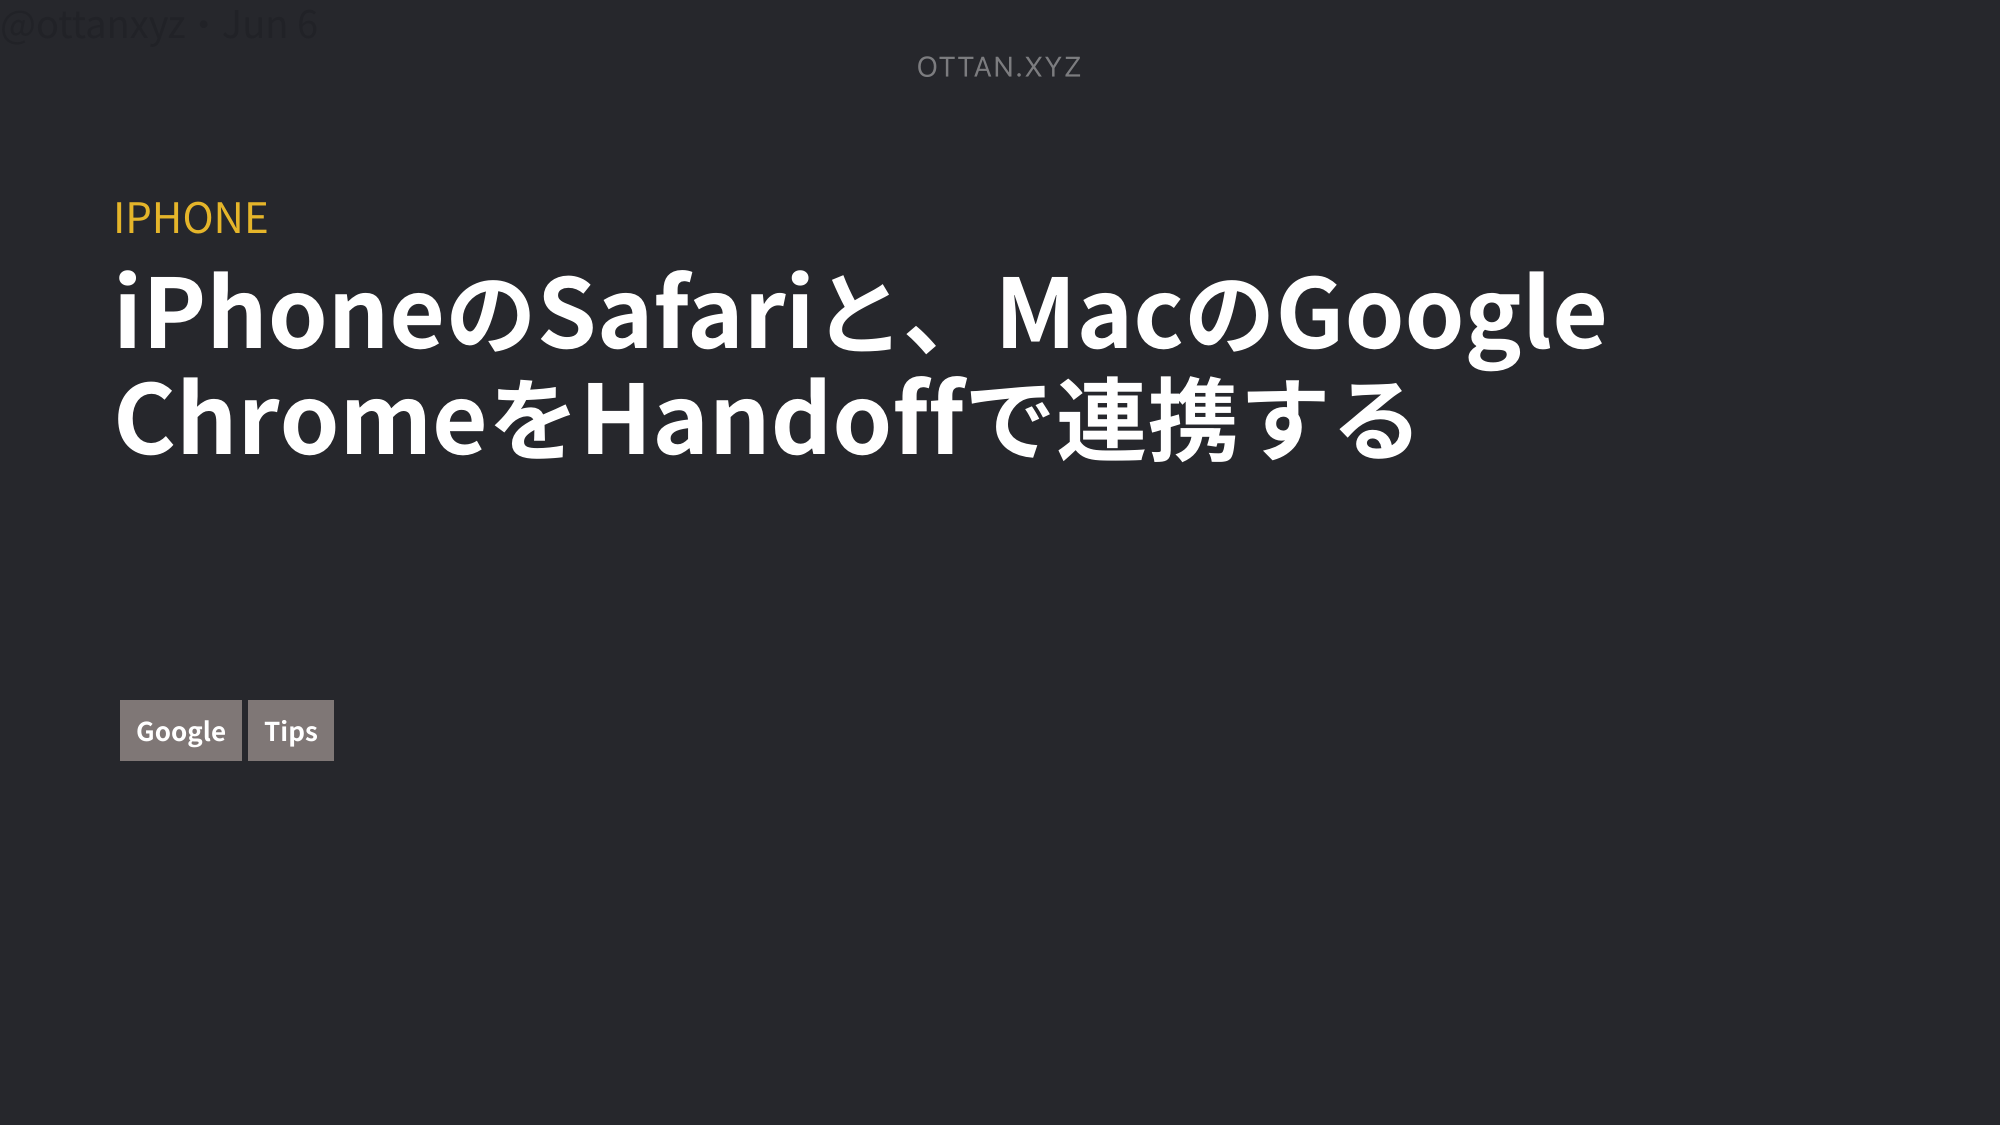 @ottanxyz・Jun 6
OTTAN.XYZ
IPHONE
iPhoneのSafariと、MacのGoogle
ChromeをHandoffで連携する
Google Tips